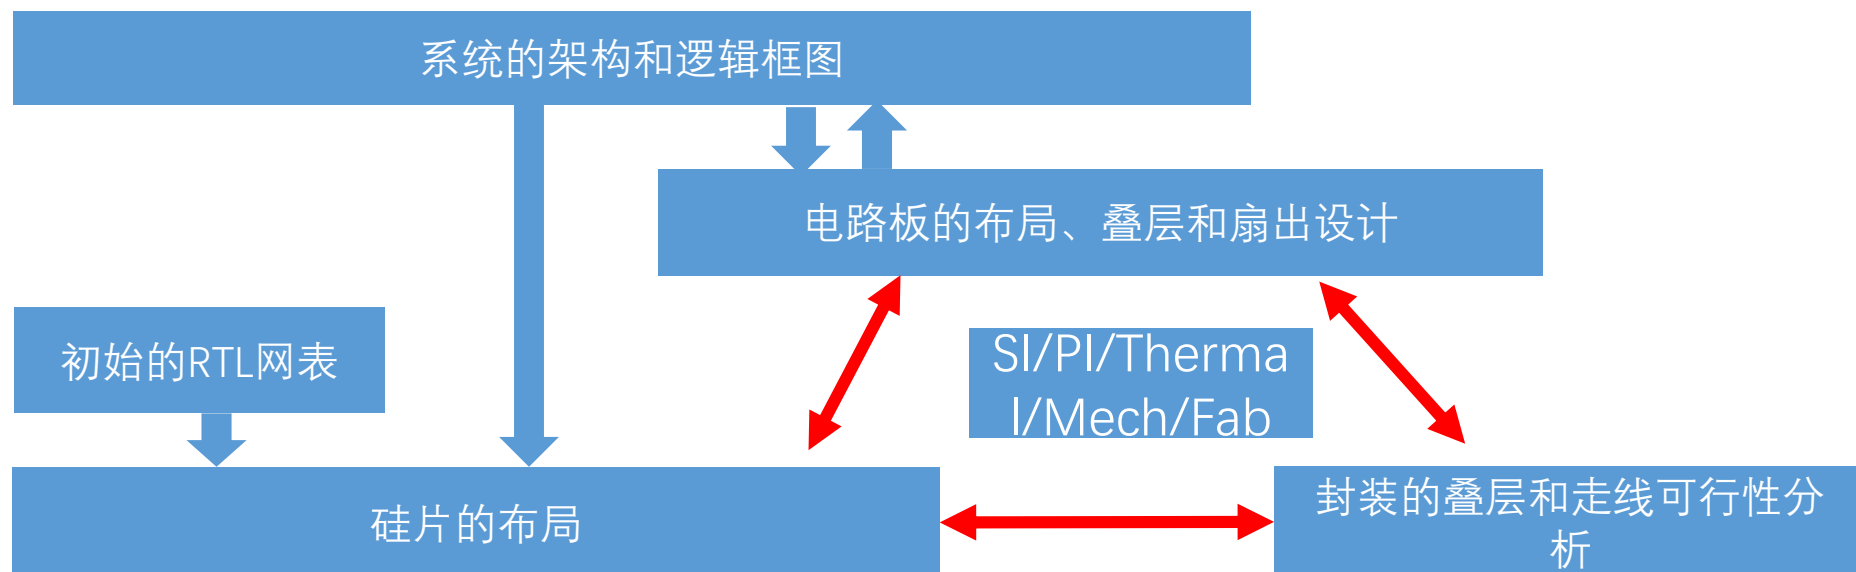 系统的架构和逻辑框图
电路板的布局、叠层和扇出设计
初始的RTL网表
SI/PI/Therma
l/Mech/Fab
硅片的布局
封装的叠层和走线可行性分
析